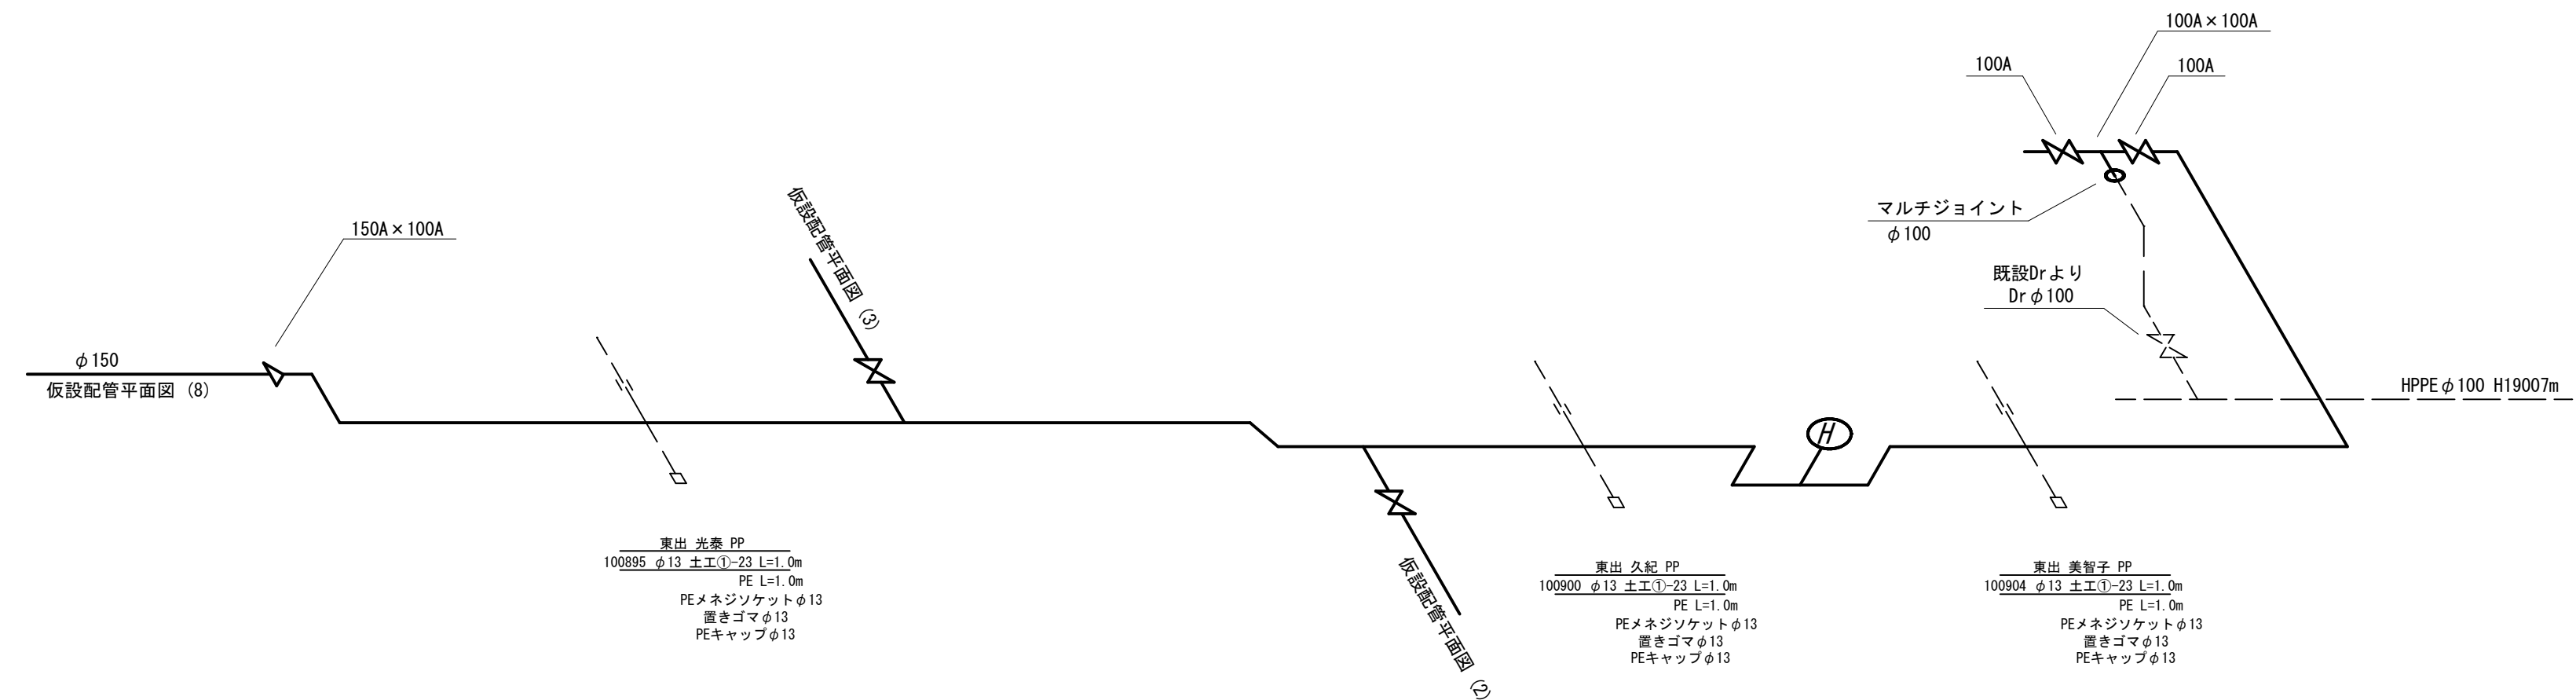 100A×100A
100A
100A
マルチジョイント
φ100
既設Drより
Drφ100
HPPEφ100 H19007m
150A×100A
φ150
仮設配管平面図 (8)
仮設配管平面図 (3)
H
仮設配管平面図 (2)
東出 光泰 PP
100895 φ13 土工①-23 L=1.0m
PE L=1.0m
PEメネジソケットφ13
置きゴマφ13
PEキャップφ13
東出 久紀 PP
100900 φ13 土工①-23 L=1.0m
PE L=1.0m
PEメネジソケットφ13
置きゴマφ13
PEキャップφ13
東出 美智子 PP
100904 φ13 土工①-23 L=1.0m
PE L=1.0m
PEメネジソケットφ13
置きゴマφ13
PEキャップφ13